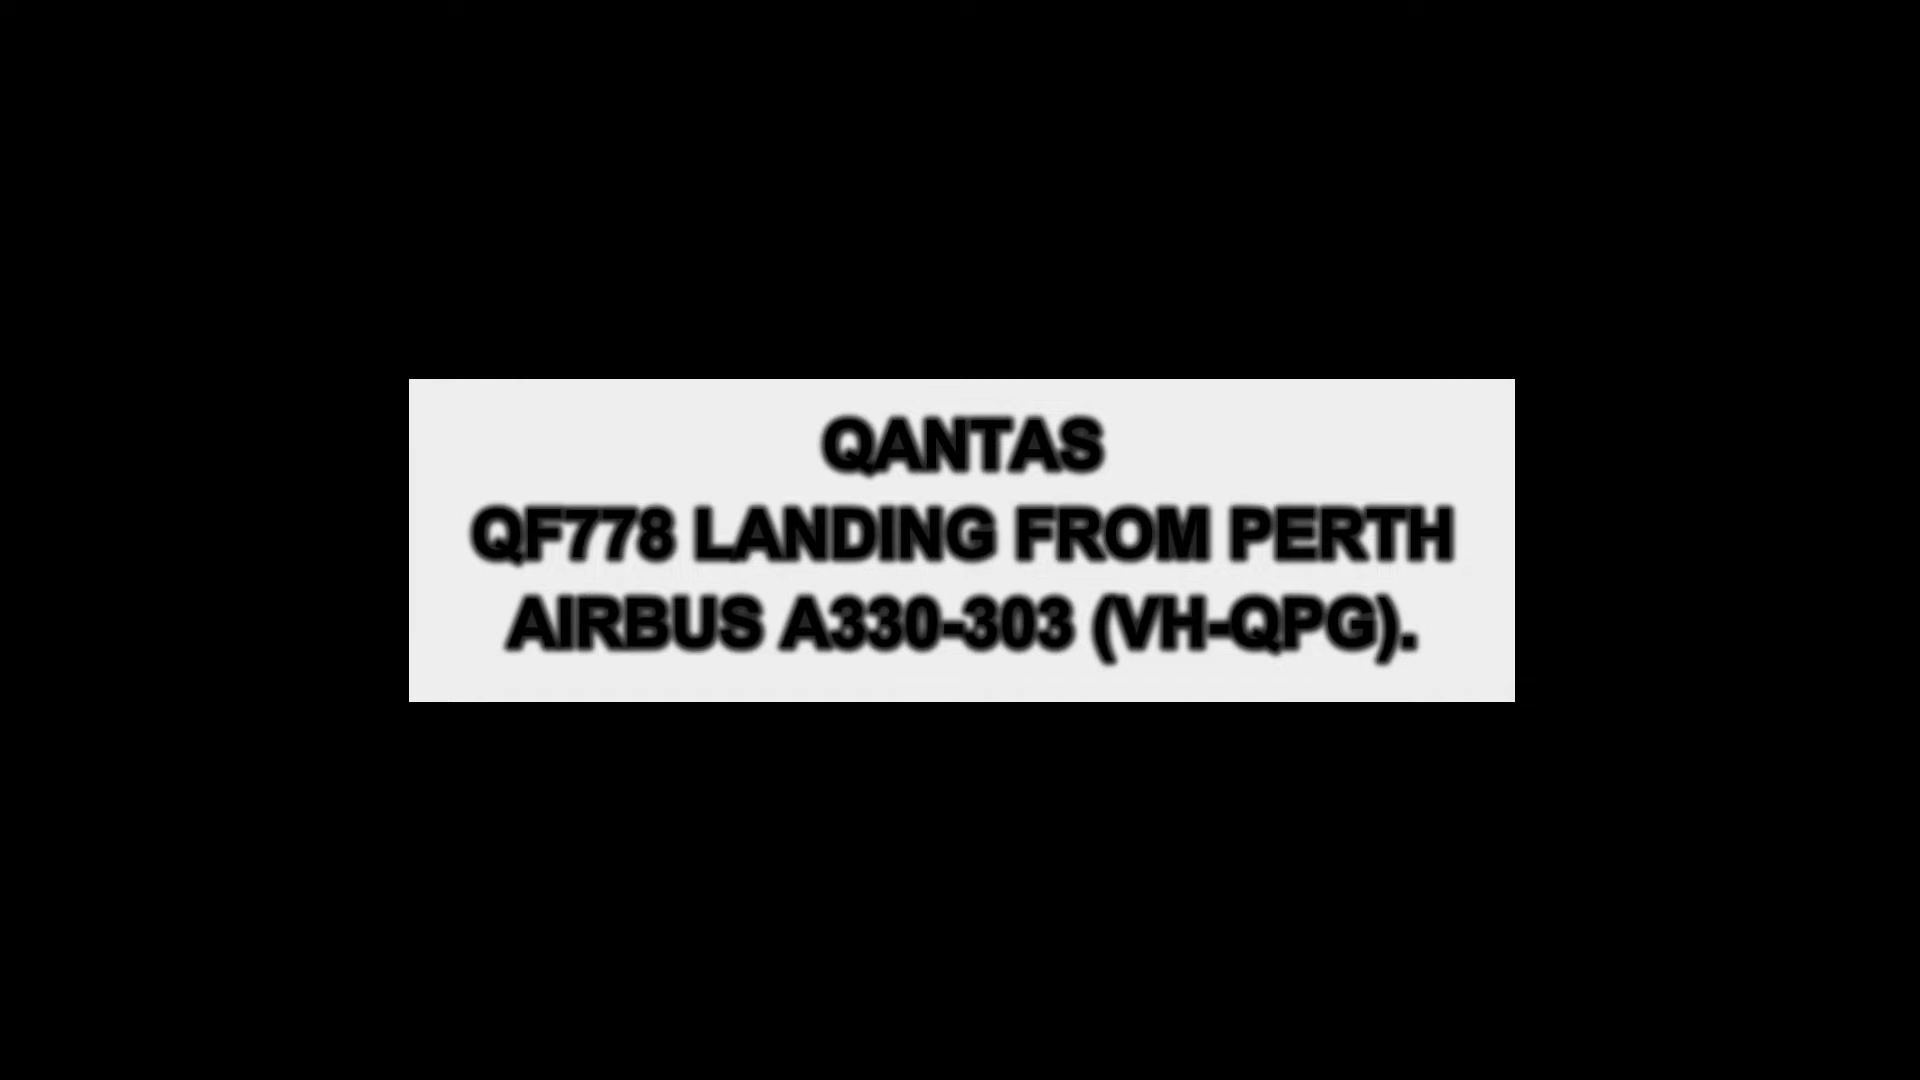 QANTAS
QF778 LANDING FROM PERTH
AIRBUS A330-303 (VH-QPG).